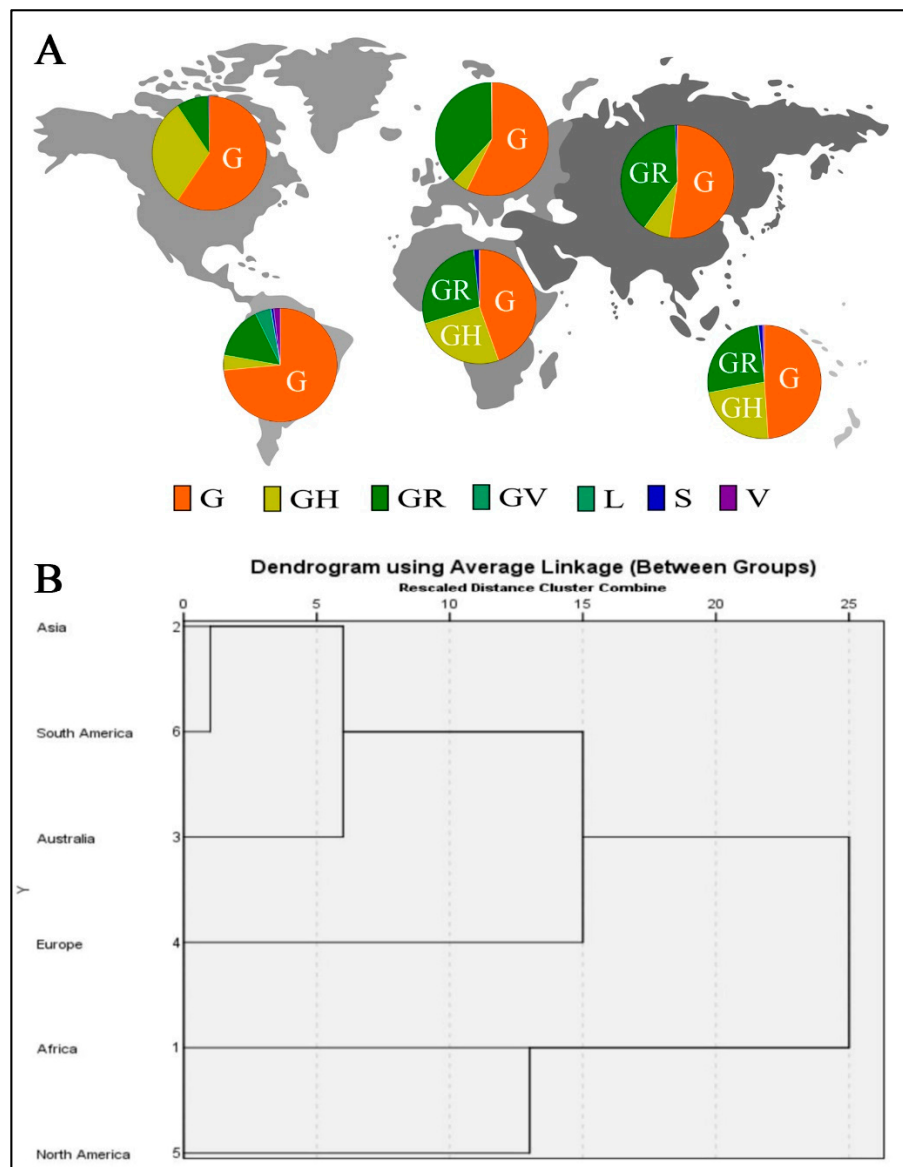 A
G
G
GR
G
GR
G
GH
G
GR
G
GH
G
GH
GR
GV
L
S
V
B
Dendrogram using Average Linkage (Between Groups)
Rescaled Distance Cluster Combine
0 5 10 15 20 25
Asia 2
South America 6
Australia 3
Y
Europe 4
Africa 1
North America 5